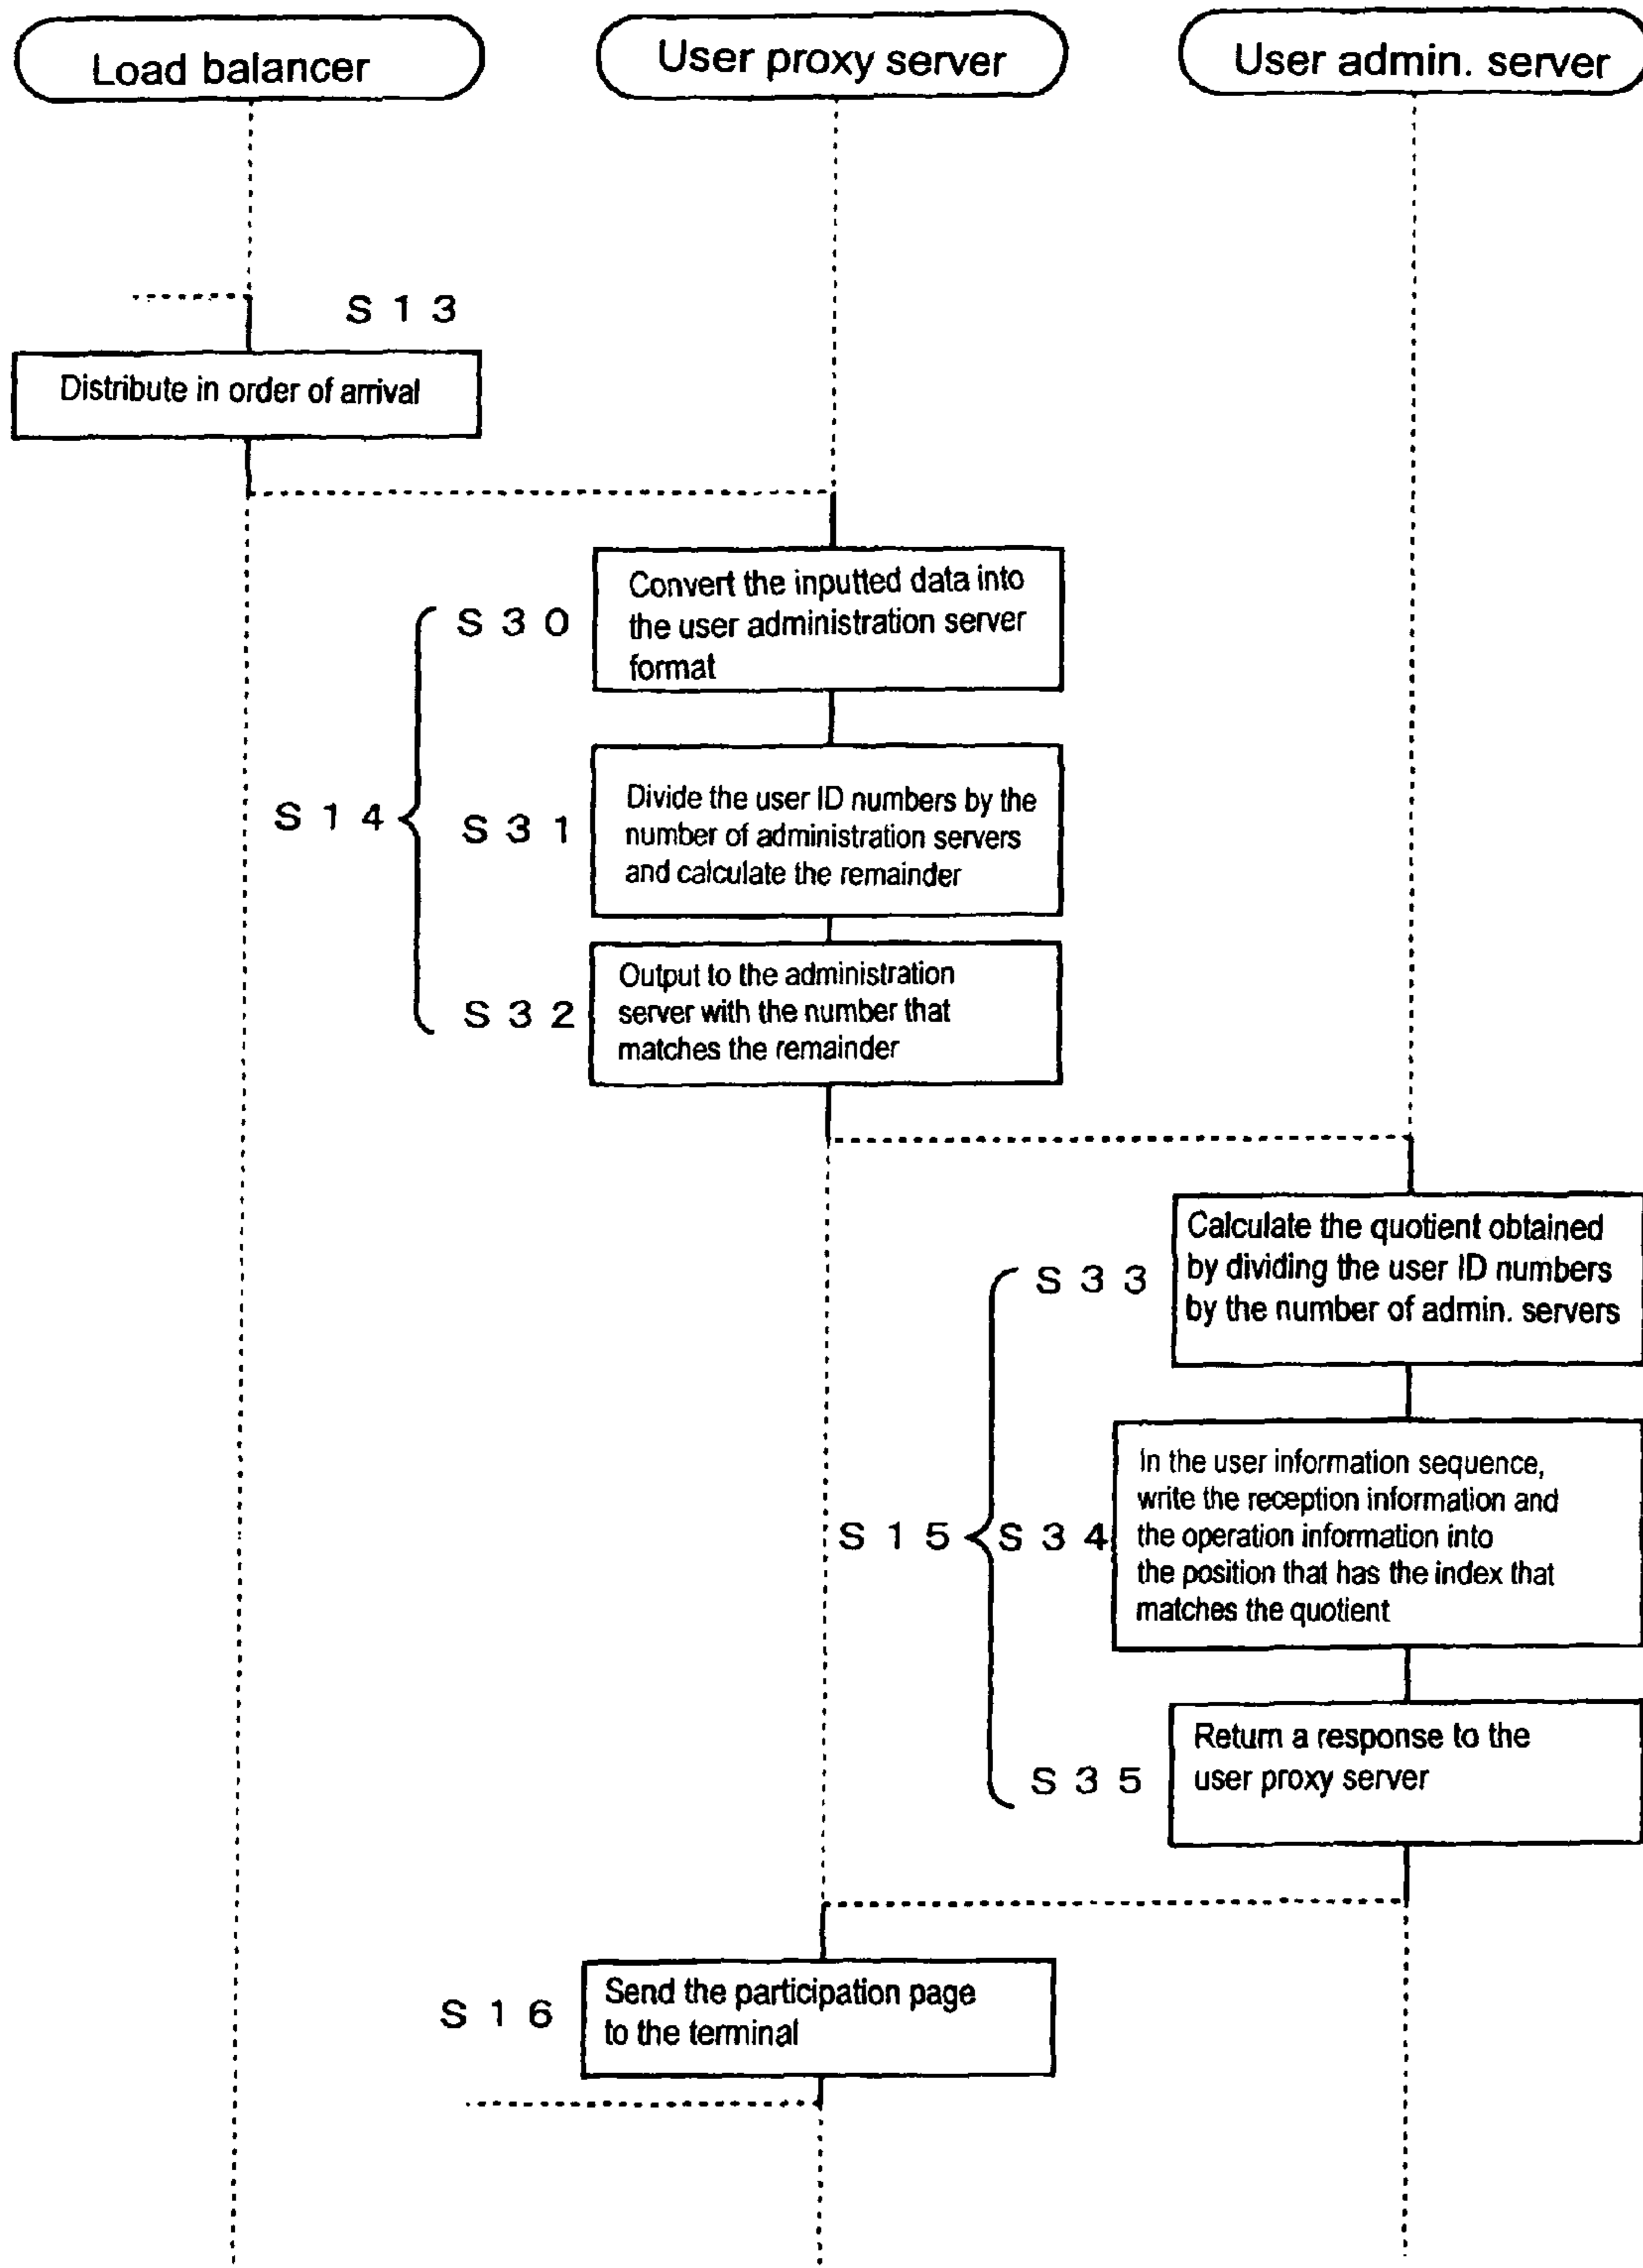 Load balancer
User proxy server
User admin. server
S 1 3
Distribute in order of arrival
S 1 4
S 3 0
Convert the inputted data into
the user administration server
format
S 3 1
Divide the user ID numbers by the
number of administration servers
and calculate the remainder
S 3 2
Output to the administration
server with the number that
matches the remainder
S 1 5
S 3 3
Calculate the quotient obtained
by dividing the user ID numbers
by the number of admin. servers
S 3 4
In the user information sequence,
write the reception information and
the operation information into
the position that has the index that
matches the quotient
S 3 5
Return a response to the
user proxy server
S 1 6
Send the participation page
to the terminal